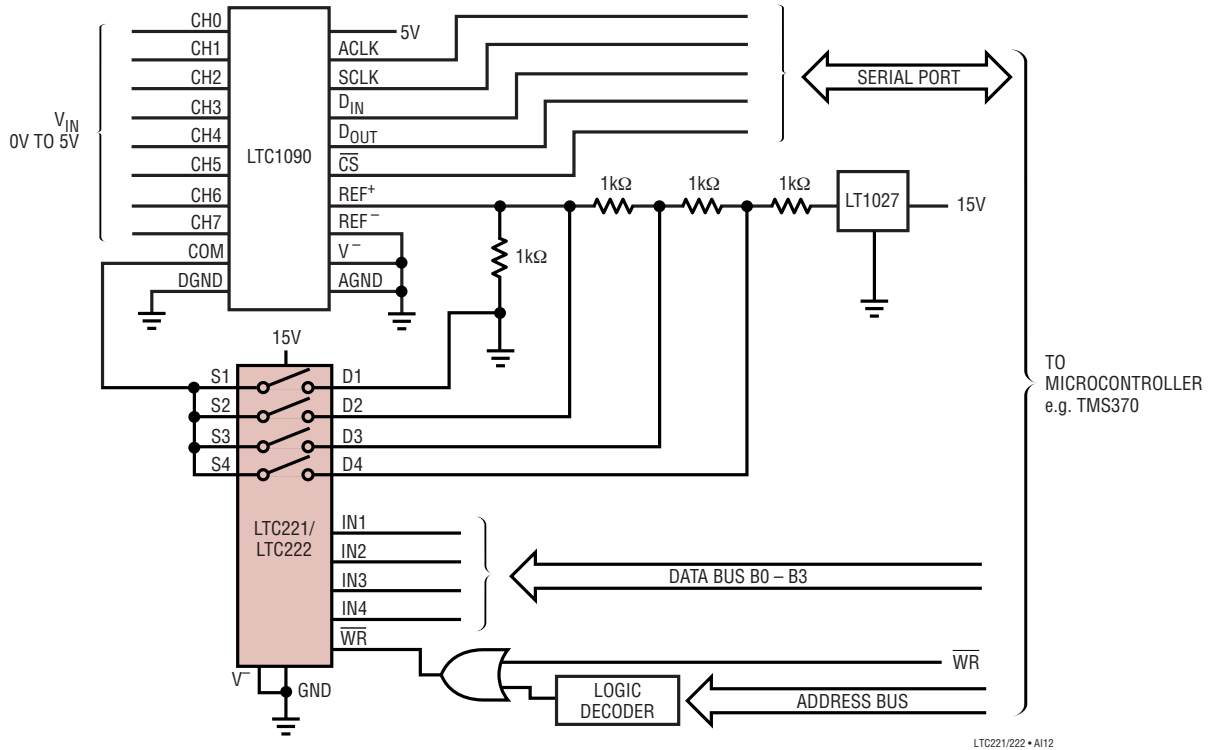 CH0
CH1
CH2
CH3
CH4
CH5
CH6
CH7
COM
DGND
VIN
0V TO 5V
LTC1090
5V
ACLK
SCLK
DIN
DOUT
CS
REF+
REF–
V–
AGND
SERIAL PORT
1kΩ
1kΩ
1kΩ
1kΩ
LT1027
15V
TO
MICROCONTROLLER
e.g. TMS370
15V
S1
S2
S3
S4
D1
D2
D3
D4
LTC221/
LTC222
IN1
IN2
IN3
IN4
WR
V–
GND
DATA BUS B0 – B3
WR
LOGIC
DECODER
ADDRESS BUS
LTC221/222 • AI12